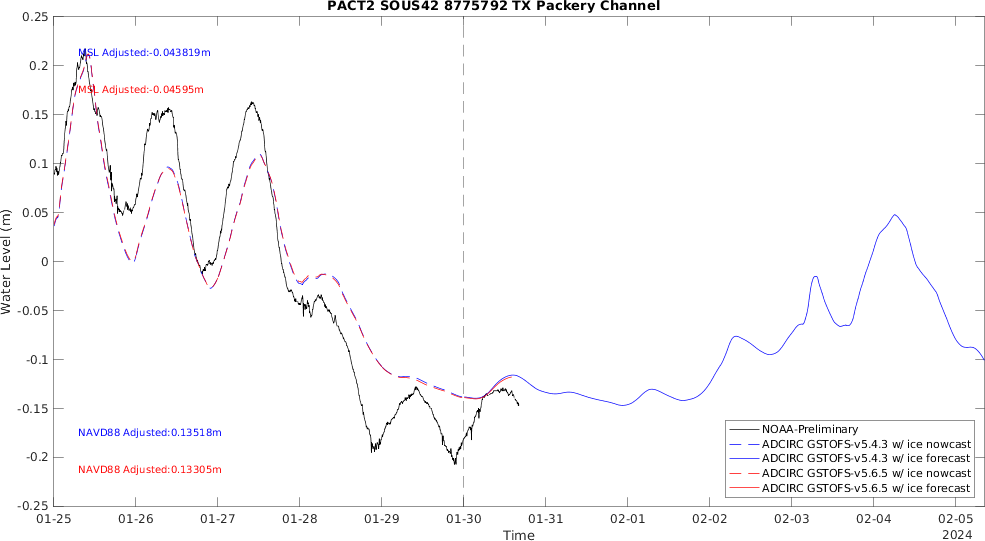 PACT2 SOUS42 8775792 TX Packery Channel
0.25
0.2
0.15
0.1
0.05
0
-0.05
-0.1
-0.15
-0.2
-0.25
Water Level (m)
MSL Adjusted:-0.043819m
MSL Adjusted:-0.04595m
NAVD88 Adjusted:0.13518m
NAVD88 Adjusted:0.13305m
NOAA-Preliminary
ADCIRC GSTOFS-v5.4.3 w/ ice nowcast
ADCIRC GSTOFS-v5.4.3 w/ ice forecast
ADCIRC GSTOFS-v5.6.5 w/ ice nowcast
ADCIRC GSTOFS-v5.6.5 w/ ice forecast
01-25 01-26 01-27 01-28 01-29 01-30 01-31 02-01 02-02 02-03 02-04 02-05
Time
2024